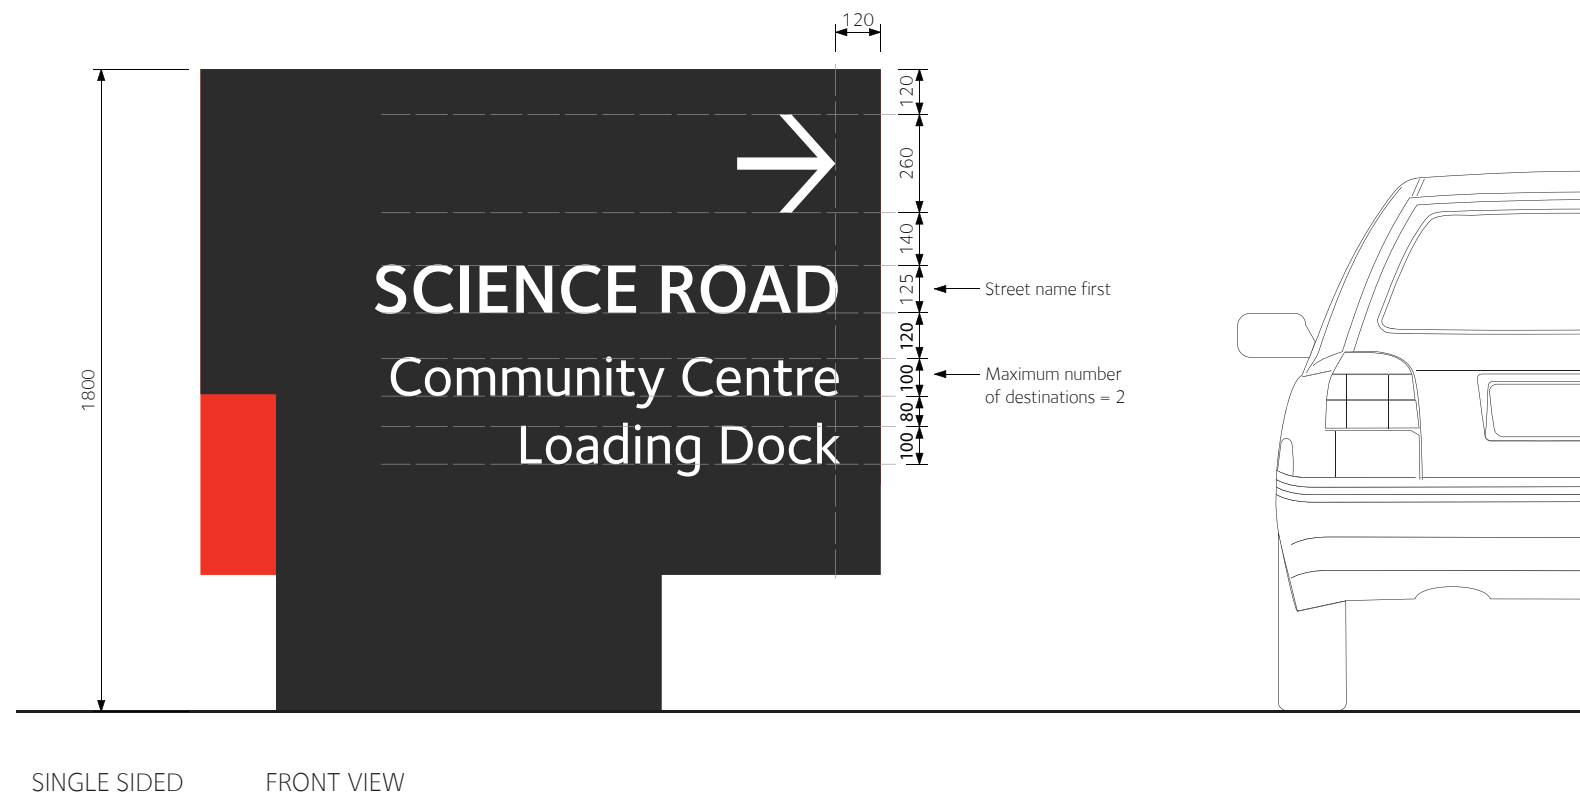 120
120
260
140
SCIENCE ROAD
125
Street name first
120
Community Centre
100
Maximum number
of destinations = 2
80
Loading Dock
100
1800
SINGLE SIDED
FRONT VIEW